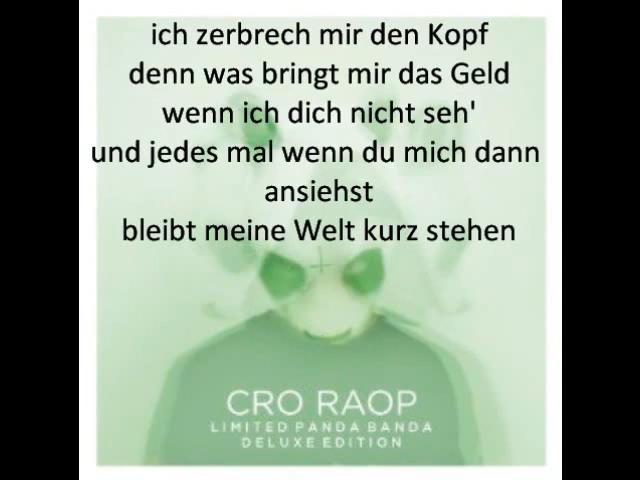 ich zerbrech mir den Kopf
denn was bringt mir das Geld
wenn ich dich nicht seh'
und jedes mal wenn du mich dann
ansiehst
bleibt meine Welt kurz stehen
CRO RAOP
LIMITED PANDA BANDA
DELUXE EDITION